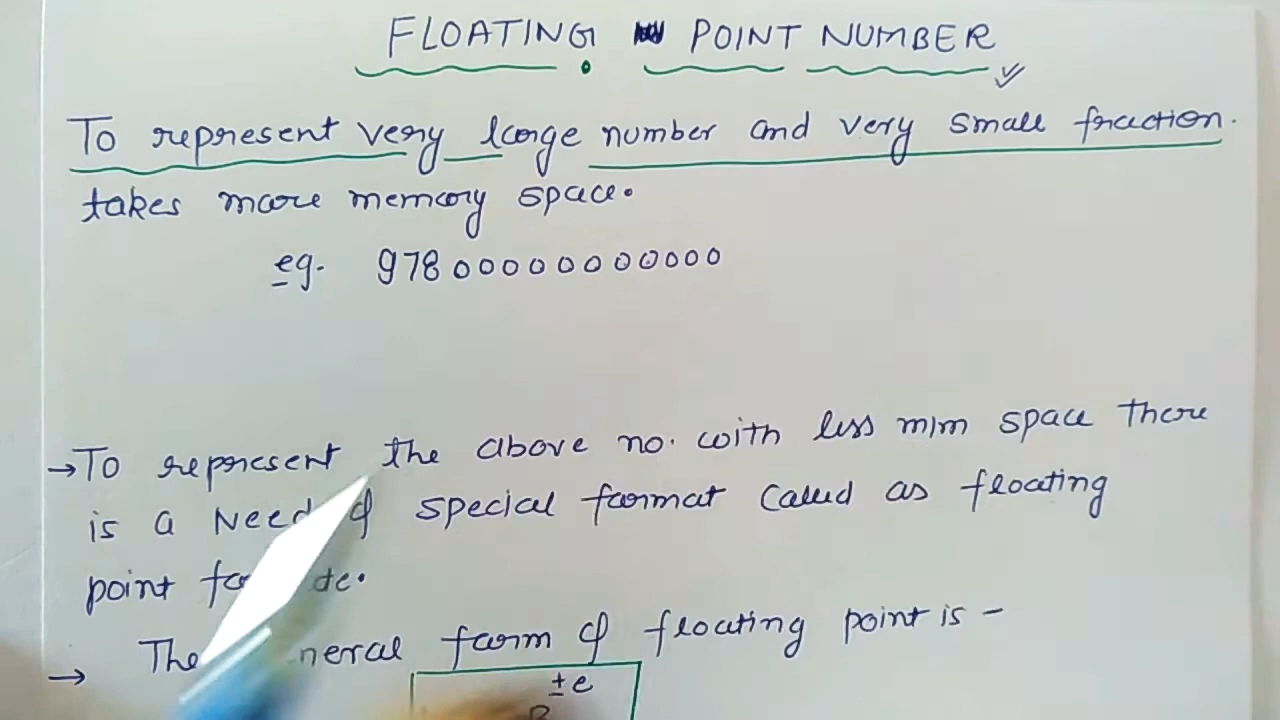 FLOATING POINT NUMBER
To represent very large number and very small fraction.
takes more memory space.
eg. 97800000000000
→To represent the above no. with less m/m space there
is a Need of special format called as floating
point
→ The neral form of floating point is -
±e
B